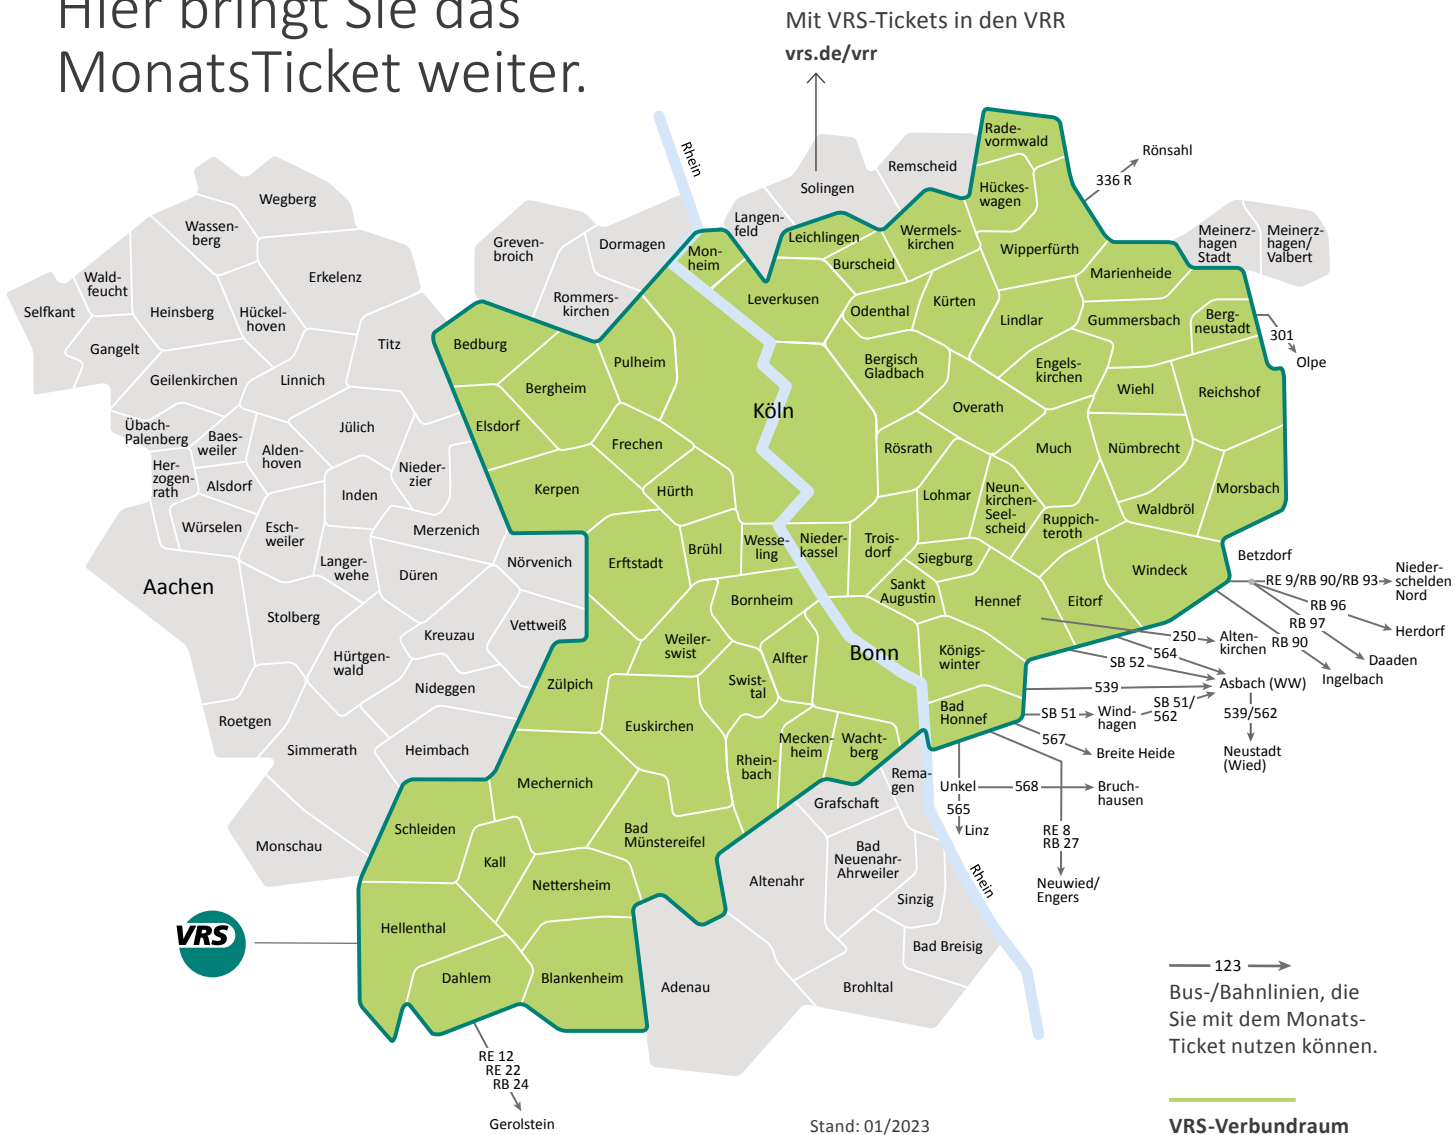 Hier bringt Sie das
MonatsTicket weiter.
Mit VRS-Tickets in den VRR
vrs.de/vrr
Rhein
Rade-
vormwald
Rönsahl
336 R
Remscheid
Solingen
Hückes-
wagen
Wegberg
Langen-
feld
Wassen-
berg
Greven-
broich
Dormagen
Mon-
heim
Leichlingen
Wermels-
kirchen
Wipperfürth
Meinerz-
hagen
Stadt
Meinerz-
hagen/
Valbert
Wald-
feucht
Erkelenz
Burscheid
Marienheide
Selfkant
Heinsberg
Hückel-
hoven
Rommers-
kirchen
Leverkusen
Odenthal
Kürten
Lindlar
Gummersbach
Berg-
neustadt
301
Olpe
Gangelt
Titz
Bedburg
Pulheim
Bergisch
Gladbach
Engels-
kirchen
Geilenkirchen
Linnich
Bergheim
Wiehl
Reichshof
Köln
Overath
Übach-
Palenberg
Baes-
weiler
Jülich
Elsdorf
Frechen
Rösrath
Much
Nümbrecht
Alden-
hoven
Her-
zogen-
rath
Alsdorf
Nieder-
zier
Inden
Kerpen
Hürth
Lohmar
Neun-
kirchen-
Seel-
scheid
Morsbach
Waldbröl
Würselen
Esch-
weiler
Merzenich
Ruppich-
teroth
Wesse-
ling
Nieder-
kassel
Trois-
dorf
Brühl
Siegburg
Betzdorf
Langer-
wehe
Düren
Nörvenich
Erftstadt
Windeck
RE 9/RB 90/RB 93
Nieder-
schelden
Nord
Aachen
Sankt
Augustin
Hennef
Eitorf
Bornheim
RB 96
RB 97
RB 90
Herdorf
Daaden
Ingelbach
Stolberg
Kreuzau
Vettweiß
Weiler-
swist
Alfter
Bonn
Königs-
winter
250
Alten-
kirchen
564
SB 52
Hürtgen-
wald
Nideggen
Zülpich
Swist-
tal
539
Asbach (WW)
SB 51/
562
539/562
Neustadt
(Wied)
Roetgen
Euskirchen
Bad
Honnef
SB 51
Wind-
hagen
Simmerath
Heimbach
Rhein-
bach
Mecken-
heim
Wacht-
berg
567
Breite Heide
Mechernich
Rema-
gen
Unkel
568
Bruch-
hausen
Grafschaft
565
Linz
RE 8
RB 27
Schleiden
Bad
Münstereifel
Monschau
Kall
Bad
Neuenahr-
Ahrweiler
Nettersheim
Altenahr
Rhein
Neuwied/
Engers
Sinzig
VRS
Hellenthal
Bad Breisig
Dahlem
Blankenheim
Adenau
Brohltal
123
Bus-/Bahnlinien, die
Sie mit dem Monats-
Ticket nutzen können.
RE 12
RE 22
RB 24
Gerolstein
Stand: 01/2023
VRS-Verbundraum